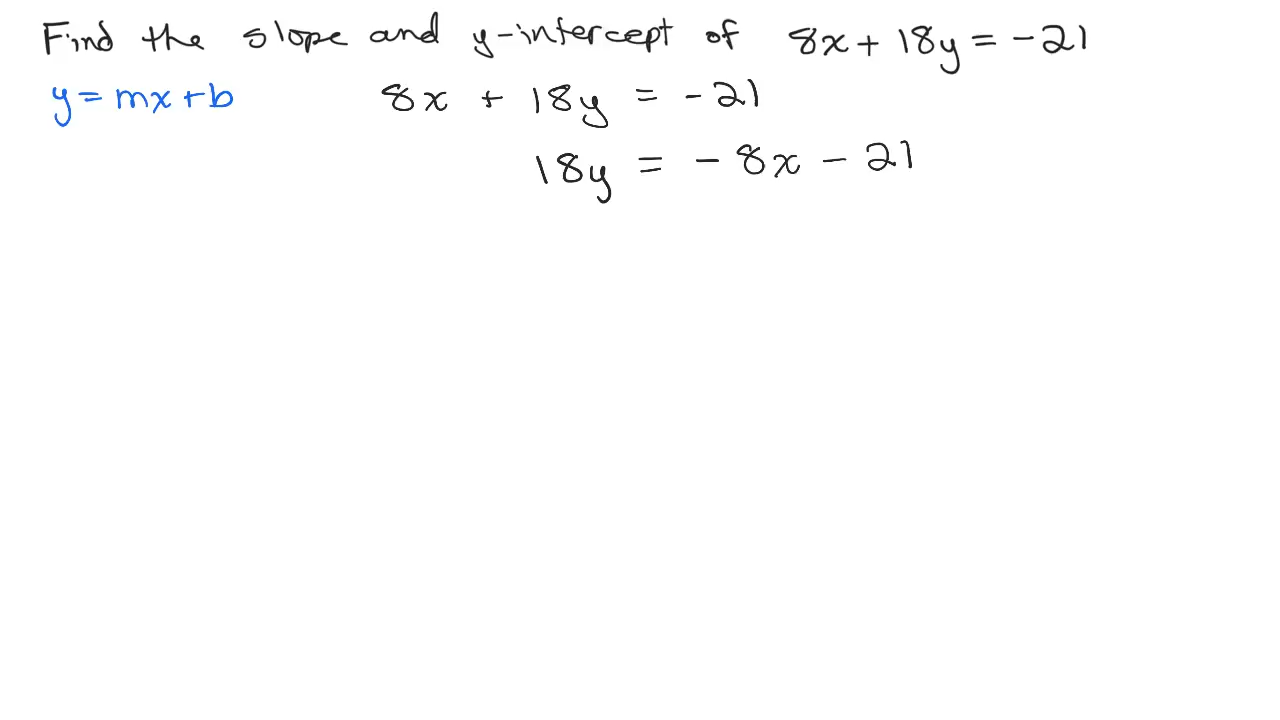 Find the slope and y-intercept of 8x + 18y = -21
y = mx + b 8x + 18y = -21
18y = - 8x - 21